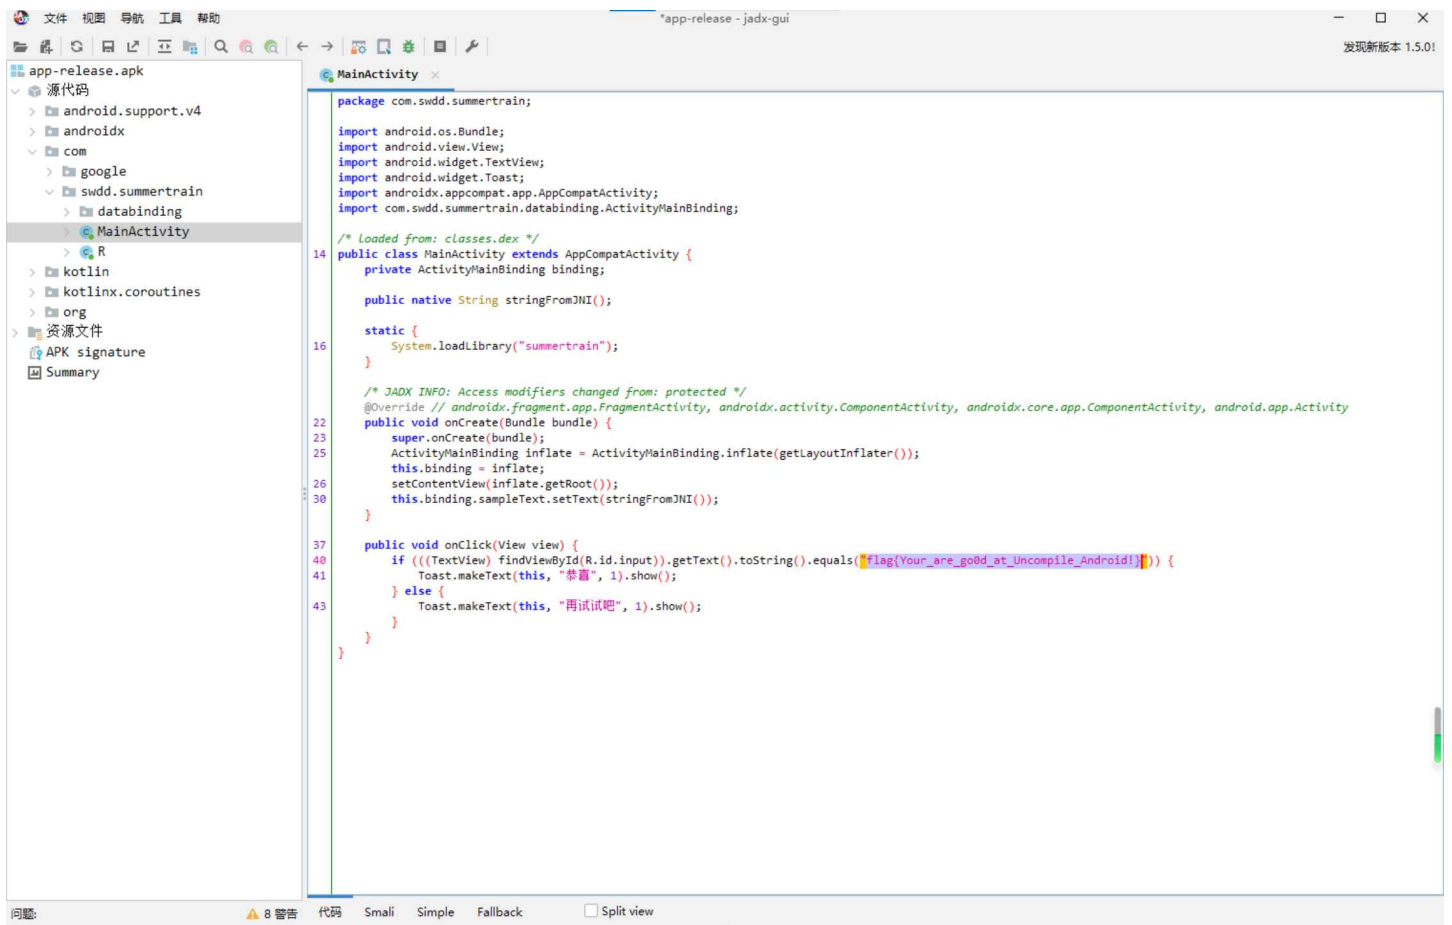 文件 视图 导航 工具 帮助
*app-release - jadx-gui
发现新版本 1.5.0!
app-release.apk
源代码
android.support.v4
androidx
com
google
swdd.summertrain
databinding
MainActivity
R
kotlin
kotlinx.coroutines
org
资源文件
APK signature
Summary
MainActivity
package com.swdd.summertrain;
import android.os.Bundle;
import android.view.View;
import android.widget.TextView;
import android.widget.Toast;
import androidx.appcompat.app.AppCompatActivity;
import com.swdd.summertrain.databinding.ActivityMainBinding;
/* loaded from: classes.dex */
14 public class MainActivity extends AppCompatActivity {
private ActivityMainBinding binding;
public native String stringFromJNI();
static {
16 System.loadLibrary("summertrain");
}
/* JADX INFO: Access modifiers changed from: protected */
@Override // androidx.fragment.app.FragmentActivity, androidx.activity.ComponentActivity, androidx.core.app.ComponentActivity, android.app.Activity
22 public void onCreate(Bundle bundle) {
23 super.onCreate(bundle);
25 ActivityMainBinding inflate = ActivityMainBinding.inflate(getLayoutInflater());
this.binding = inflate;
26 setContentView(inflate.getRoot());
30 this.binding.sampleText.setText(stringFromJNI());
}
37 public void onClick(View view) {
40 if (((TextView) findViewById(R.id.input)).getText().toString().equals("flag{Your_are_go0d_at_Uncompile_Android!}")) {
41 Toast.makeText(this, "恭喜", 1).show();
} else {
43 Toast.makeText(this, "再试试吧", 1).show();
}
}
}
问题: 8 警告 代码 Smali Simple Fallback Split view